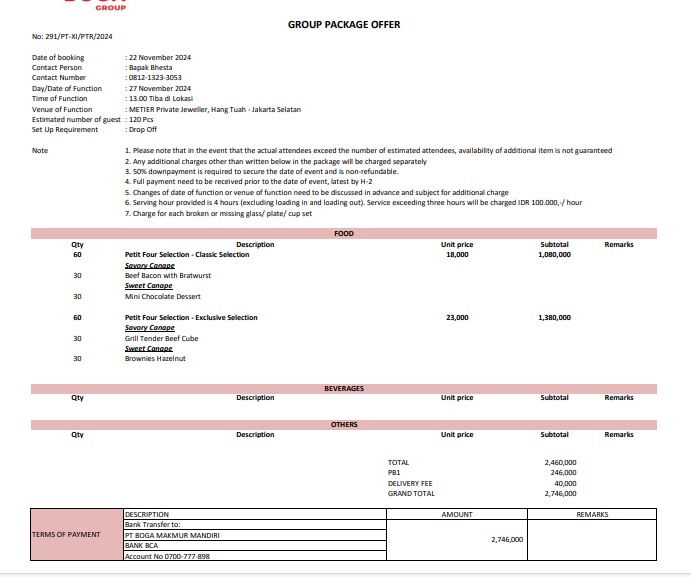 GROUP
GROUP PACKAGE OFFER
No: 291/PT-XI/PTR/2024
Date of booking : 22 November 2024
Contact Person : Bapak Bhesta
Contact Number : 0812-1323-3053
Day/Date of Function : 27 November 2024
Time of Function : 13.00 Tiba di Lokasi
Venue of Function : METIER Private Jeweller, Hang Tuah - Jakarta Selatan
Estimated number of guest : 120 Pcs
Set Up Requirement : Drop Off
Note 1. Please note that in the event that the actual attendees exceed the number of estimated attendees, availability of additional item is not guaranteed
2. Any additional charges other than written below in the package will be charged separately
3. 50% downpayment is required to secure the date of event and is non-refundable.
4. Full payment need to be received prior to the date of event, latest by H-2
5. Changes of date of function or venue of function need to be discussed in advance and subject for additional charge
6. Serving hour provided is 4 hours (excluding loading in and loading out). Service exceeding three hours will be charged IDR 100.000,-/ hour
7. Charge for each broken or missing glass/ plate/ cup set
FOOD
Qty Description Unit price Subtotal Remarks
60 Petit Four Selection - Classic Selection 18,000 1,080,000
Savory Canape
30 Beef Bacon with Bratwurst
Sweet Canape
30 Mini Chocolate Dessert
60 Petit Four Selection - Exclusive Selection 23,000 1,380,000
Savory Canape
30 Grill Tender Beef Cube
Sweet Canape
30 Brownies Hazelnut
BEVERAGES
Qty Description Unit price Subtotal Remarks
OTHERS
Qty Description Unit price Subtotal Remarks
TOTAL 2,460,000
PB1 246,000
DELIVERY FEE 40,000
GRAND TOTAL 2,746,000
DESCRIPTION AMOUNT REMARKS
TERMS OF PAYMENT
Bank Transfer to:
PT BOGA MAKMUR MANDIRI 2,746,000
BANK BCA
Account No 0700-777-898